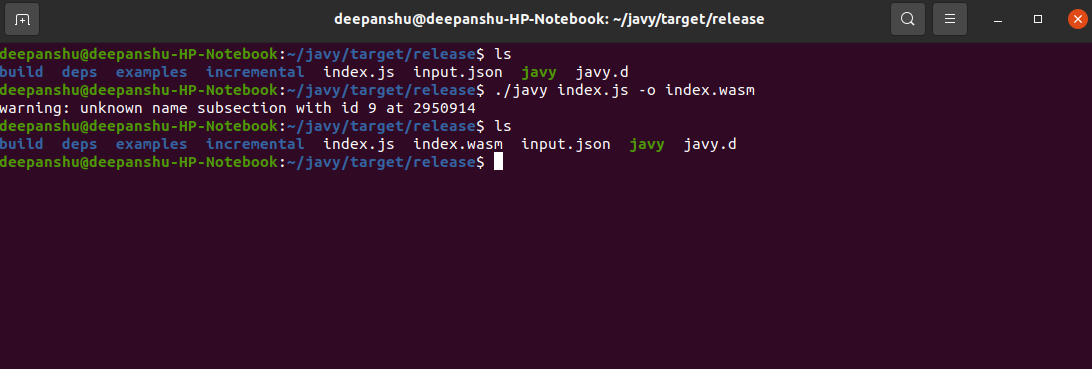 deepanshu@deepanshu-HP-Notebook: ~/javy/target/release
deepanshu@deepanshu-HP-Notebook:~/javy/target/release$ ls
build  deps  examples  incremental  index.js  input.json  javy  javy.d
deepanshu@deepanshu-HP-Notebook:~/javy/target/release$ ./javy index.js -o index.wasm
warning: unknown name subsection with id 9 at 2950914
deepanshu@deepanshu-HP-Notebook:~/javy/target/release$ ls
build  deps  examples  incremental  index.js  index.wasm  input.json  javy  javy.d
deepanshu@deepanshu-HP-Notebook:~/javy/target/release$